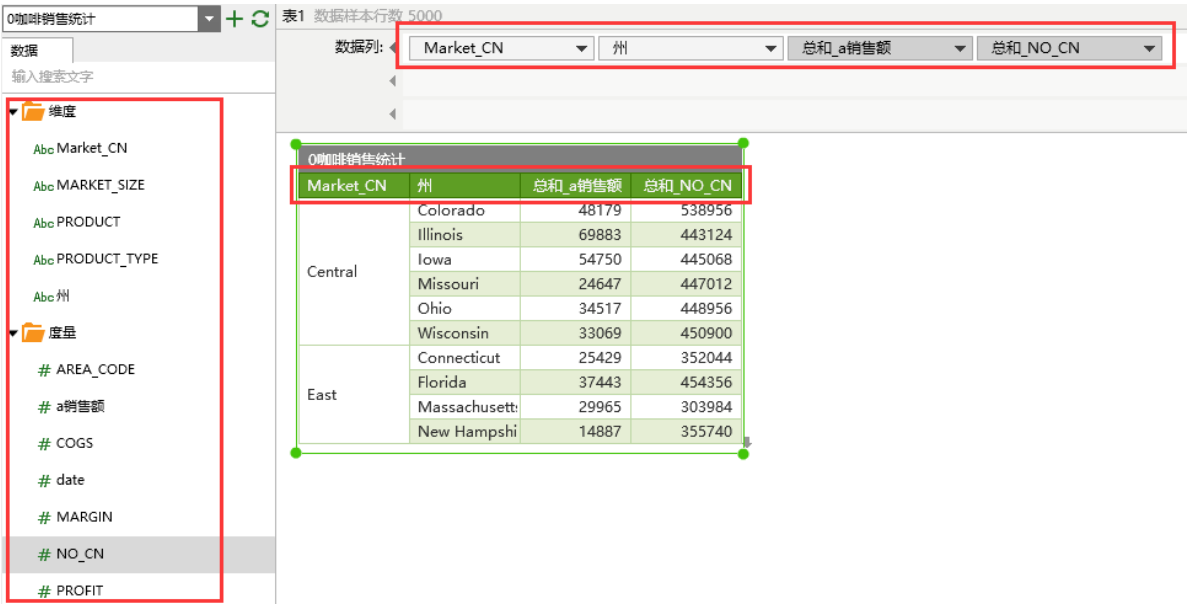 0咖啡销售统计
数据
输入搜索文字
维度
Abc Market_CN
Abc MARKET_SIZE
Abc PRODUCT
Abc PRODUCT_TYPE
Abc 州
度量
# AREA_CODE
# a销售额
# COGS
# date
# MARGIN
# NO_CN
# PROFIT
表1 数据样本行数 5000
数据列: Market_CN 州 总和_a销售额 总和_NO_CN
0咖啡销售统计
Market_CN 州 总和_a销售额 总和_NO_CN
Colorado 48179 538956
Illinois 69883 443124
Iowa 54750 445068
Central
Missouri 24647 447012
Ohio 34517 448956
Wisconsin 33069 450900
Connecticut 25429 352044
Florida 37443 454356
East
Massachusett 29965 303984
New Hampshi 14887 355740